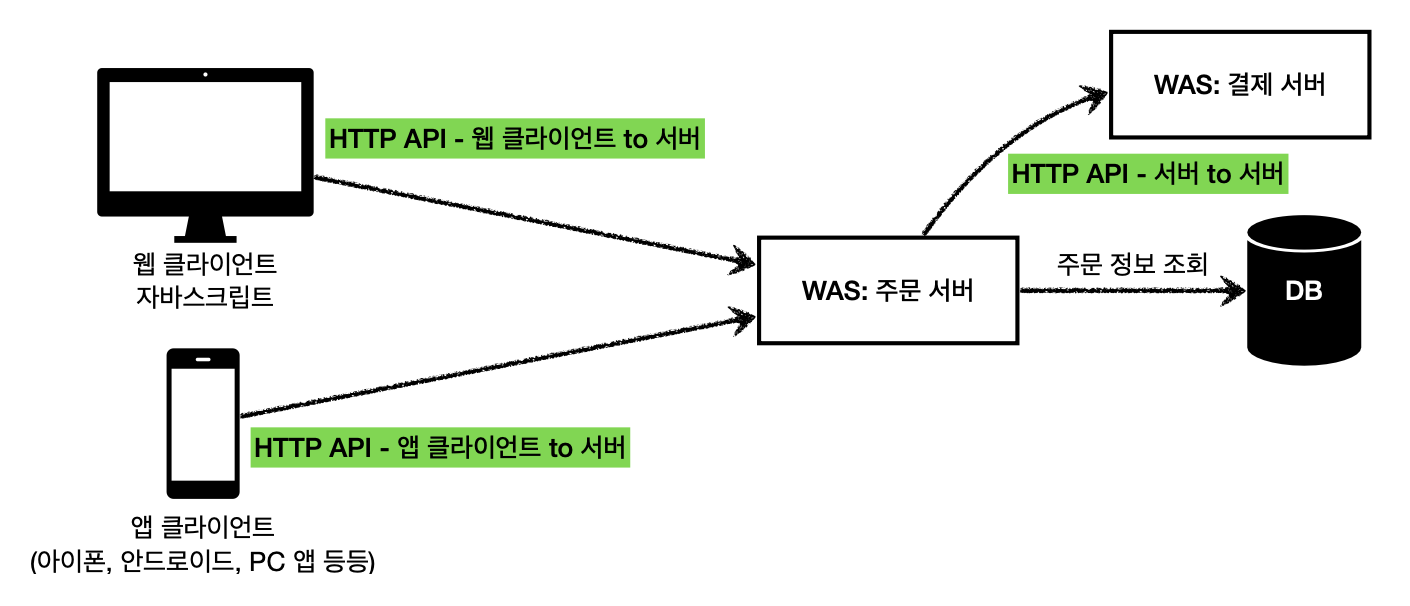 WAS: 결제 서버
HTTP API - 웹 클라이언트 to 서버
HTTP API - 서버 to 서버
웹 클라이언트
자바스크립트
WAS: 주문 서버
주문 정보 조회
DB
HTTP API - 앱 클라이언트 to 서버
앱 클라이언트
(아이폰, 안드로이드, PC 앱 등등)